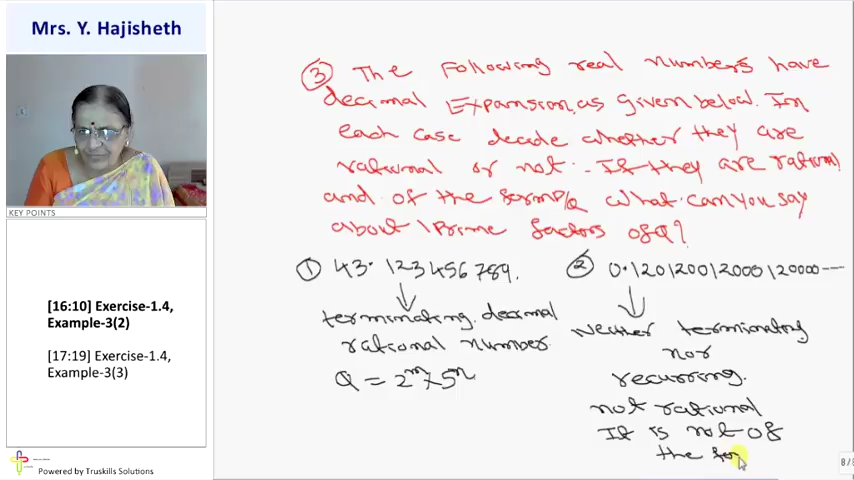 Mrs. Y. Hajisheth
KEY POINTS
[16:10] Exercise-1.4,
Example-3(2)
[17:19] Exercise-1.4,
Example-3(3)
Powered by Truskills Solutions
③ The Following real numbers have
decimal Expansion, as given below. In
each case decide whether they are
rational or not. If they are rational
and of the form P/Q what can you say
about Prime factors of Q?
① 43.123456789.
terminating decimal
rational number
Q = 2^m x 5^n
② 0.120120012000120000----
Neither terminating
nor
recurring.
not rational
It is not of
the for
8/8